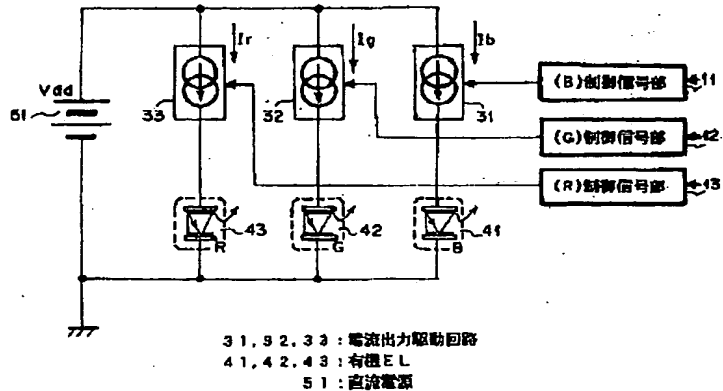 Ir
Ig
Ib
Vdd
51
33
32
31
(B)制御信号部
11
(G)制御信号部
12
(R)制御信号部
13
R
43
G
42
B
41
31,32,33:電流出力駆動回路
41,42,43:有機EL
51:直流電源